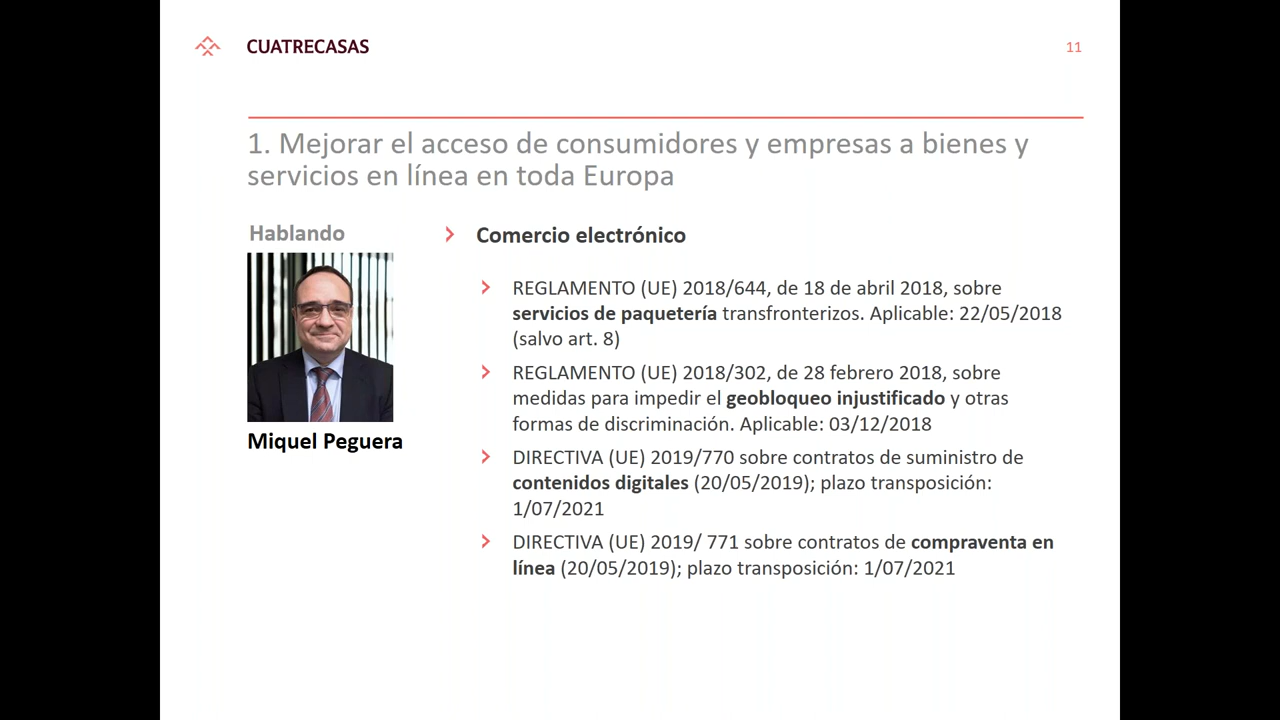 CUATRECASAS
11
1. Mejorar el acceso de consumidores y empresas a bienes y
servicios en línea en toda Europa
Hablando
Miquel Peguera
Comercio electrónico
REGLAMENTO (UE) 2018/644, de 18 de abril 2018, sobre
servicios de paquetería transfronterizos. Aplicable: 22/05/2018
(salvo art. 8)
REGLAMENTO (UE) 2018/302, de 28 febrero 2018, sobre
medidas para impedir el geobloqueo injustificado y otras
formas de discriminación. Aplicable: 03/12/2018
DIRECTIVA (UE) 2019/770 sobre contratos de suministro de
contenidos digitales (20/05/2019); plazo transposición:
1/07/2021
DIRECTIVA (UE) 2019/ 771 sobre contratos de compraventa en
línea (20/05/2019); plazo transposición: 1/07/2021